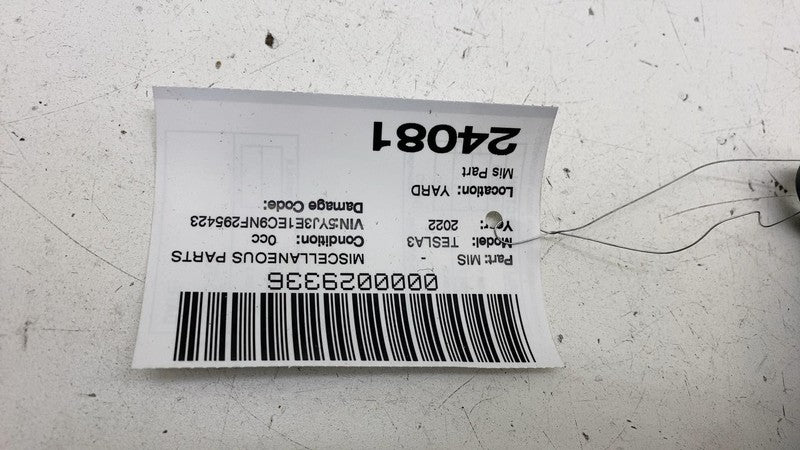 0000029336
Part: MIS - MISCELLANEOUS PARTS
Model: TESLA3 Condition: 0cc
Year: 2022 VIN:5YJ3E1EC9NF295423
Damage Code:
Location: YARD
Mis Part
24081